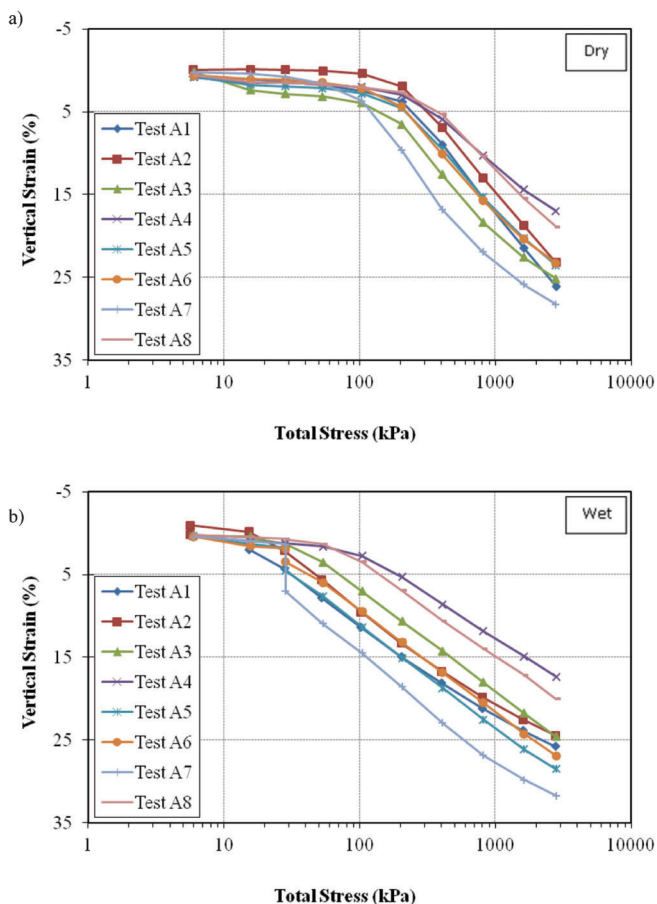 a)
-5
5
15
25
35
Vertical Strain (%)
Dry
Test A1
Test A2
Test A3
Test A4
Test A5
Test A6
Test A7
Test A8
1 10 100 1000 10000
Total Stress (kPa)
b)
-5
5
15
25
35
Vertical Strain (%)
Wet
Test A1
Test A2
Test A3
Test A4
Test A5
Test A6
Test A7
Test A8
1 10 100 1000 10000
Total Stress (kPa)